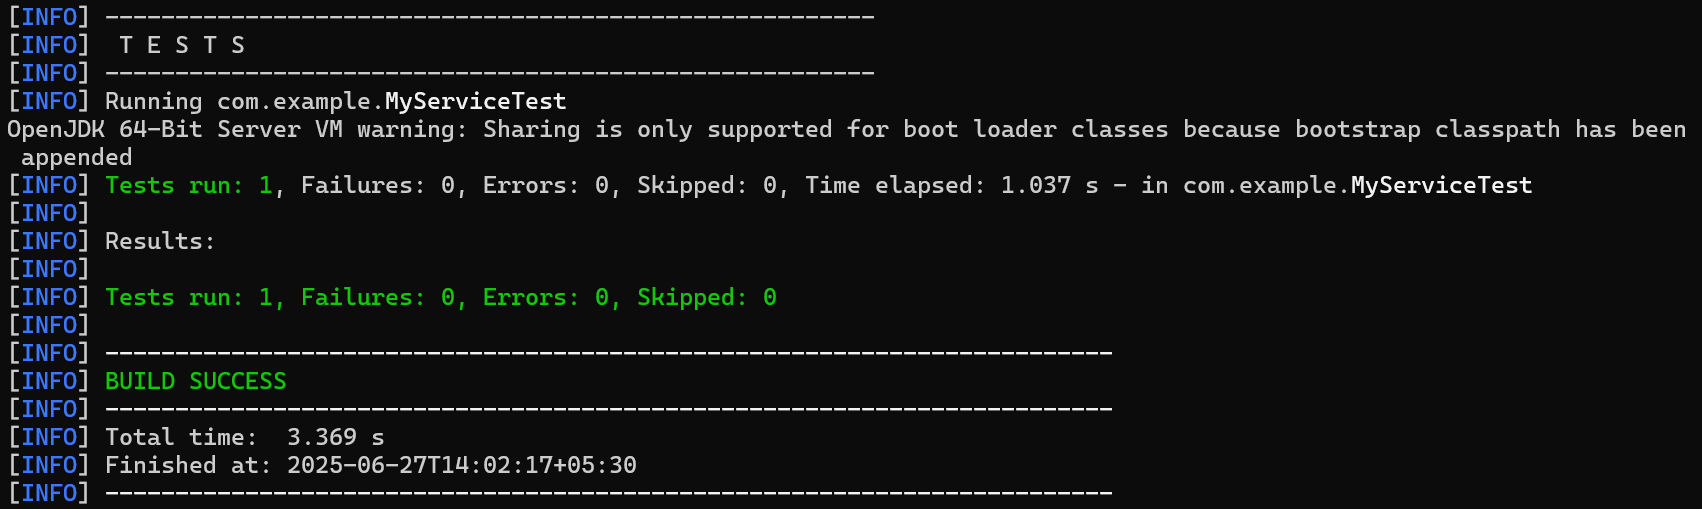 [INFO] -------------------------------------------------------
[INFO]  T E S T S
[INFO] -------------------------------------------------------
[INFO] Running com.example.MyServiceTest
OpenJDK 64-Bit Server VM warning: Sharing is only supported for boot loader classes because bootstrap classpath has been
 appended
[INFO] Tests run: 1, Failures: 0, Errors: 0, Skipped: 0, Time elapsed: 1.037 s - in com.example.MyServiceTest
[INFO]
[INFO] Results:
[INFO]
[INFO] Tests run: 1, Failures: 0, Errors: 0, Skipped: 0
[INFO]
[INFO] ------------------------------------------------------------------------
[INFO] BUILD SUCCESS
[INFO] ------------------------------------------------------------------------
[INFO] Total time:  3.369 s
[INFO] Finished at: 2025-06-27T14:02:17+05:30
[INFO] ------------------------------------------------------------------------